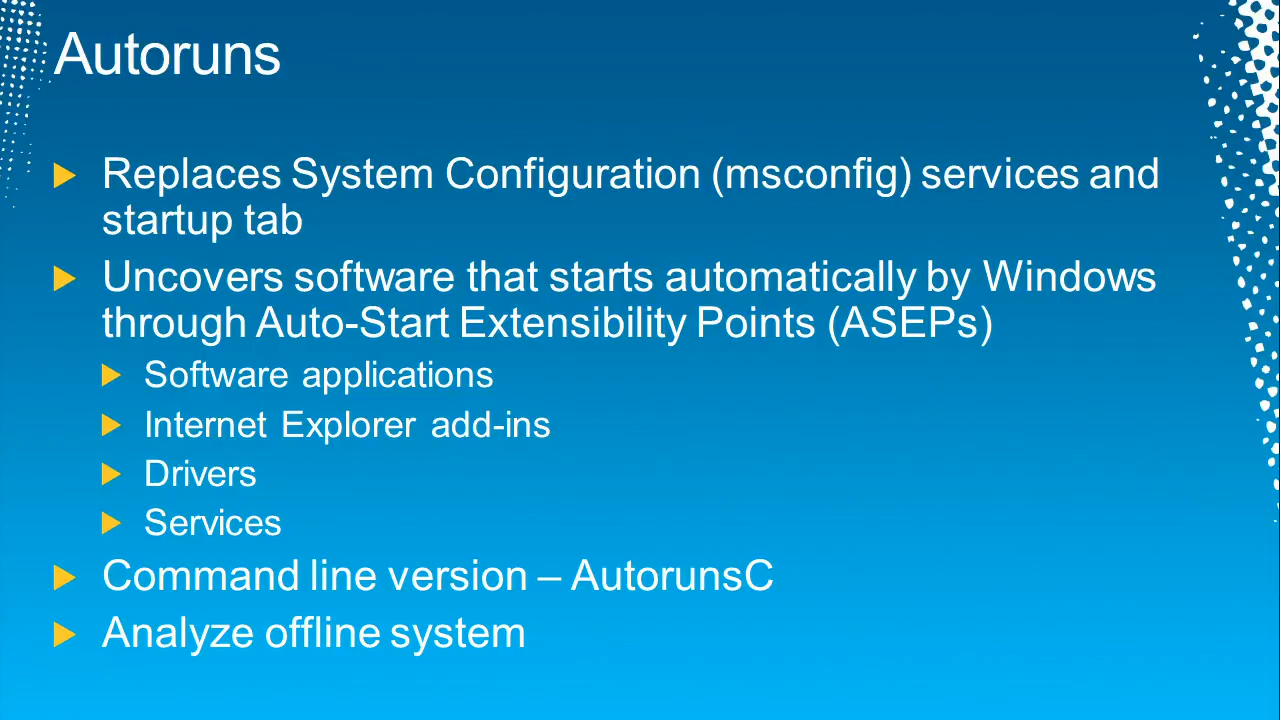 Autoruns
Replaces System Configuration (msconfig) services and
startup tab
Uncovers software that starts automatically by Windows
through Auto-Start Extensibility Points (ASEPs)
Software applications
Internet Explorer add-ins
Drivers
Services
Command line version – AutorunsC
Analyze offline system